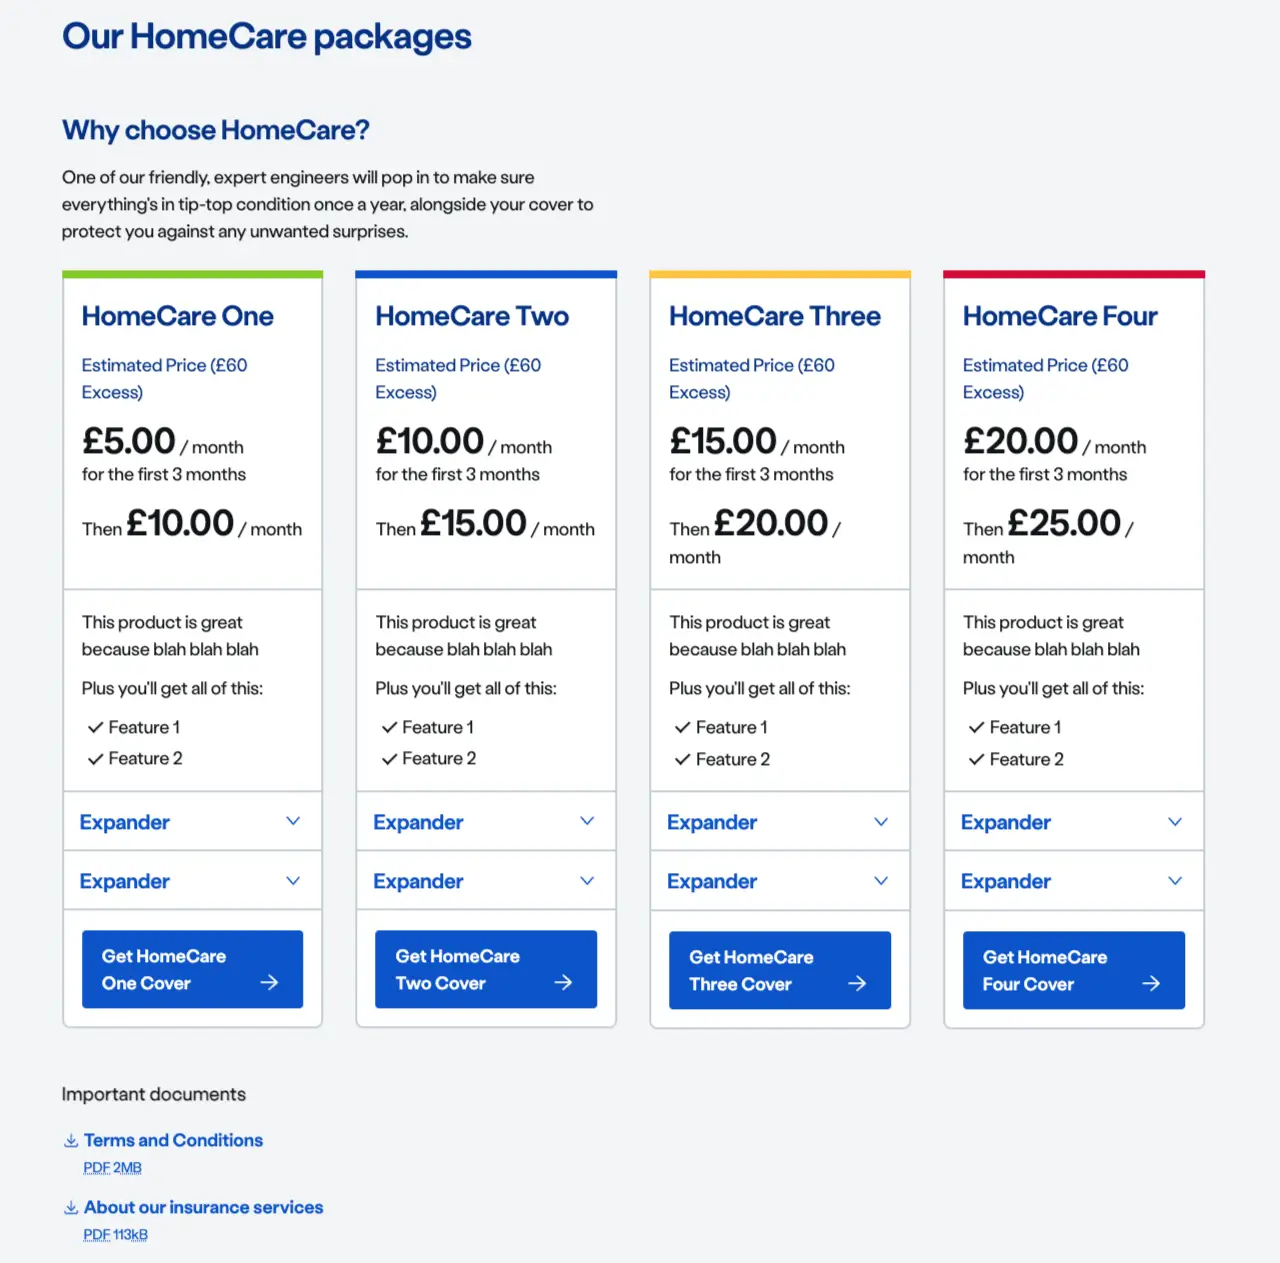 Our HomeCare packages
Why choose HomeCare?
One of our friendly, expert engineers will pop in to make sure
everything's in tip-top condition once a year, alongside your cover to
protect you against any unwanted surprises.
HomeCare One
Estimated Price (£60
Excess)
£5.00 / month
for the first 3 months
Then £10.00 / month
This product is great
because blah blah blah
Plus you'll get all of this:
Feature 1
Feature 2
Expander
Expander
Get HomeCare
One Cover
HomeCare Two
Estimated Price (£60
Excess)
£10.00 / month
for the first 3 months
Then £15.00 / month
This product is great
because blah blah blah
Plus you'll get all of this:
Feature 1
Feature 2
Expander
Expander
Get HomeCare
Two Cover
HomeCare Three
Estimated Price (£60
Excess)
£15.00 / month
for the first 3 months
Then £20.00 /
month
This product is great
because blah blah blah
Plus you'll get all of this:
Feature 1
Feature 2
Expander
Expander
Get HomeCare
Three Cover
HomeCare Four
Estimated Price (£60
Excess)
£20.00 / month
for the first 3 months
Then £25.00 /
month
This product is great
because blah blah blah
Plus you'll get all of this:
Feature 1
Feature 2
Expander
Expander
Get HomeCare
Four Cover
Important documents
Terms and Conditions
PDF 2MB
About our insurance services
PDF 113kB